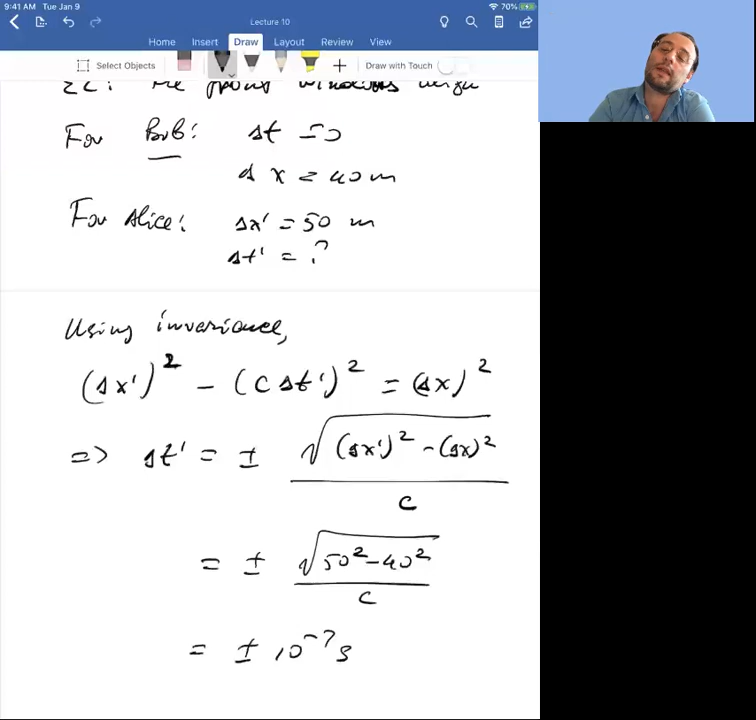 9:41 AM Tue Jan 9
70%
Lecture 10
Home Insert Draw Layout Review View
Select Objects
Draw with Touch
For Bob: Δt = 0
Δx = 40 m
For Alice: Δx' = 50 m
Δt' = ?
Using invariance,
(Δx')² - (cΔt')² = (Δx)²
=> Δt' = ± √((Δx')² - (Δx)²) / c
= ± √(50² - 40²) / c
= ± 10⁻⁷ s